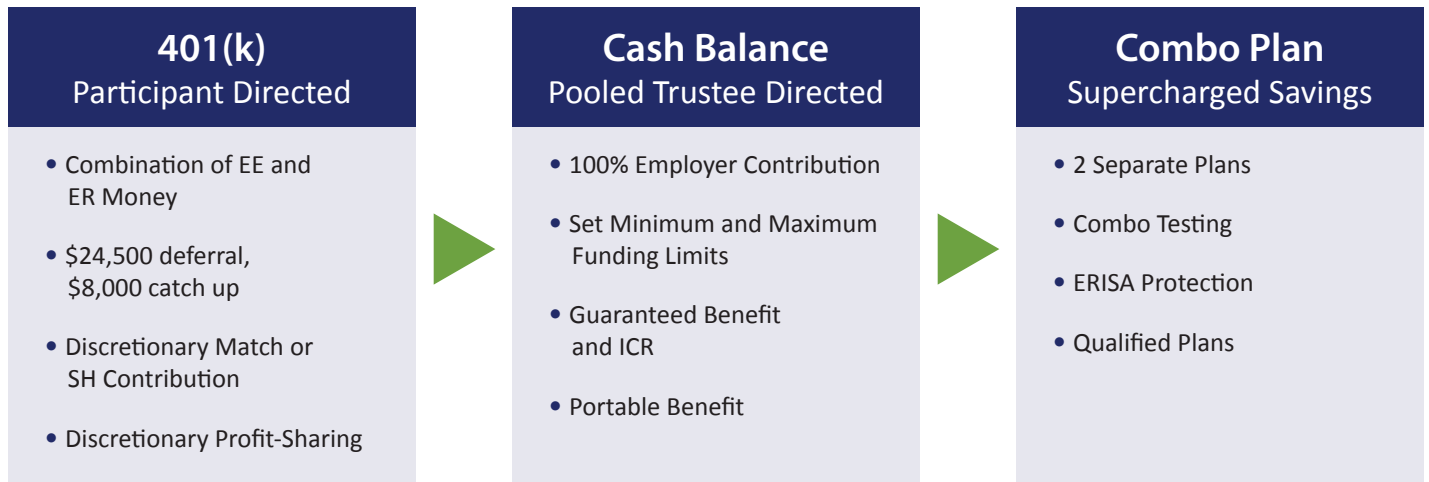 401(k)
Participant Directed
• Combination of EE and
ER Money
• $24,500 deferral,
$8,000 catch up
• Discretionary Match or
SH Contribution
• Discretionary Profit-Sharing
Cash Balance
Pooled Trustee Directed
• 100% Employer Contribution
• Set Minimum and Maximum
Funding Limits
• Guaranteed Benefit
and ICR
• Portable Benefit
Combo Plan
Supercharged Savings
• 2 Separate Plans
• Combo Testing
• ERISA Protection
• Qualified Plans